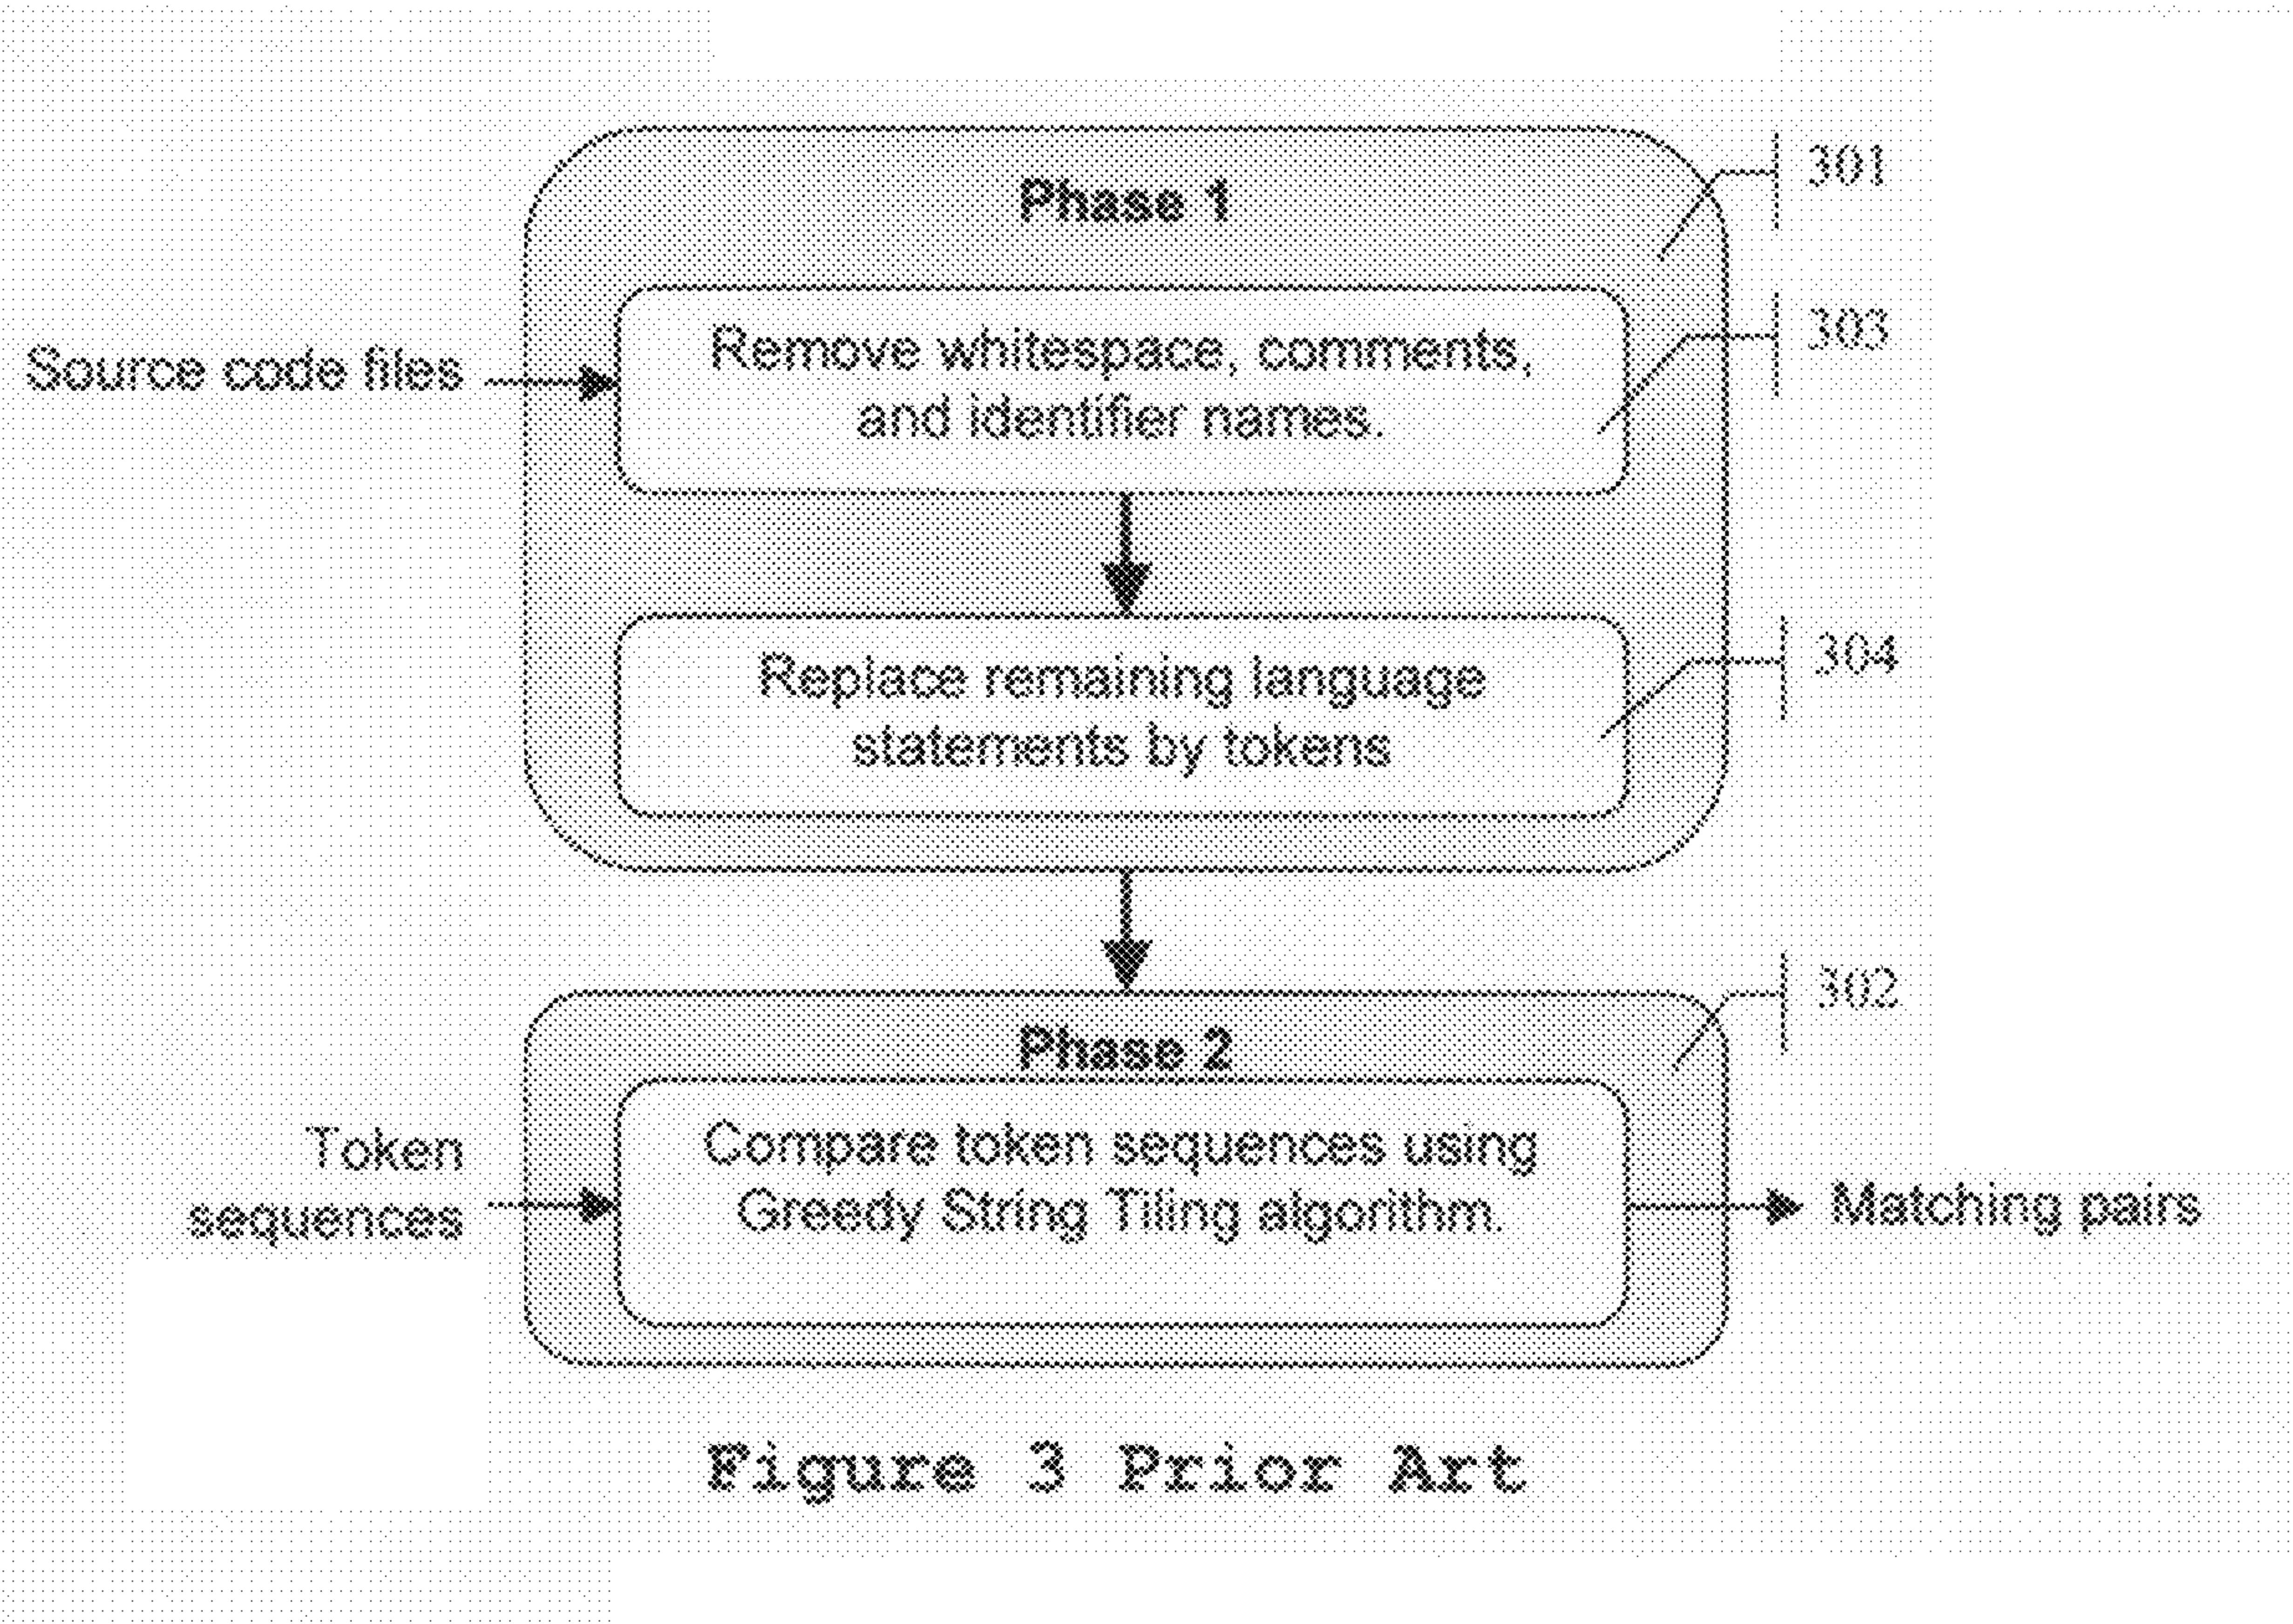 Phase 1
301
Source code files
Remove whitespace, comments,
and identifier names.
303
Replace remaining language
statements by tokens
304
Phase 2
302
Token
sequences
Compare token sequences using
Greedy String Tiling algorithm.
Matching pairs
Figure 3 Prior Art